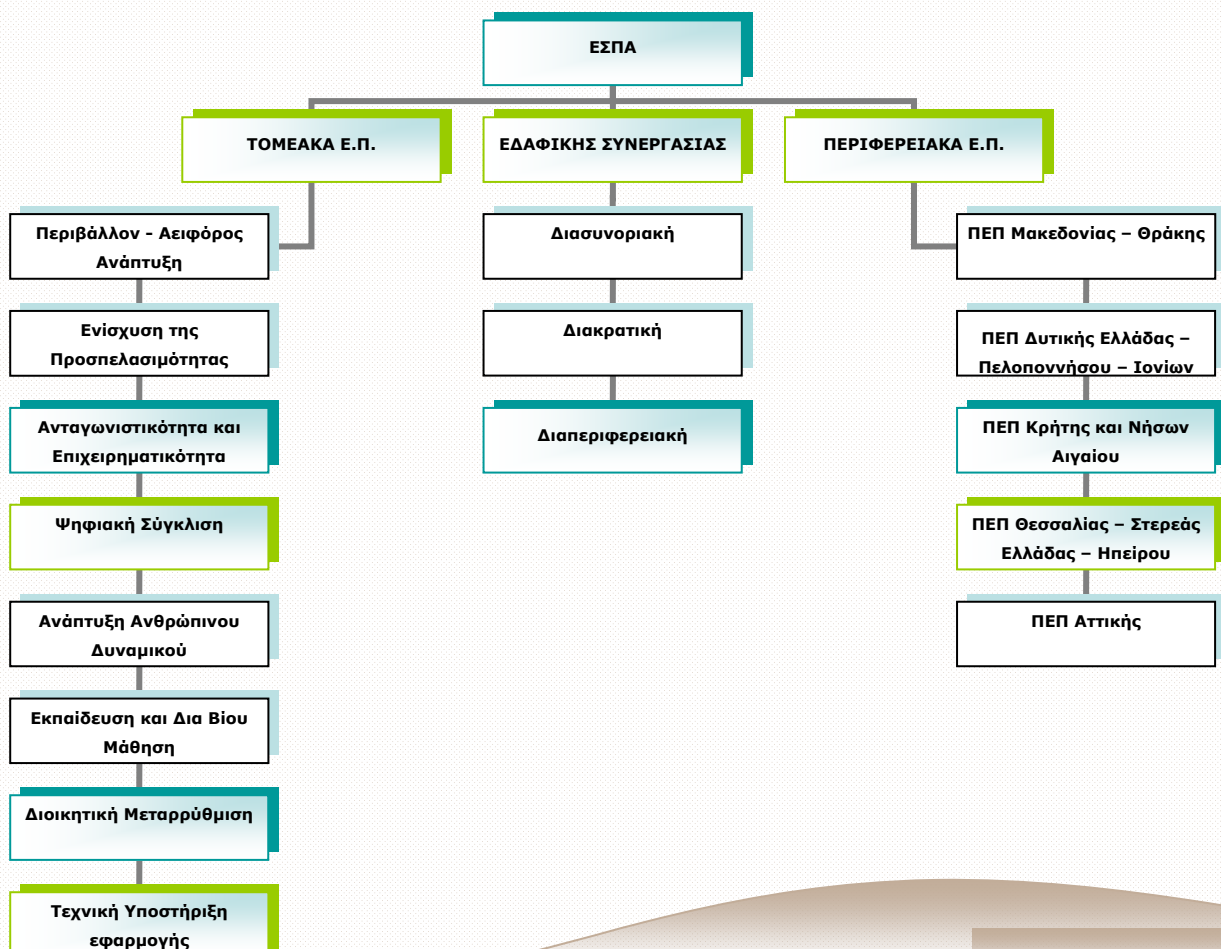 ΕΣΠΑ
ΤΟΜΕΑΚΑ Ε.Π.
ΕΔΑΦΙΚΗΣ ΣΥΝΕΡΓΑΣΙΑΣ
ΠΕΡΙΦΕΡΕΙΑΚΑ Ε.Π.
Περιβάλλον - Αειφόρος
Ανάπτυξη
Ενίσχυση της
Προσπελασιμότητας
Ανταγωνιστικότητα και
Επιχειρηματικότητα
Ψηφιακή Σύγκλιση
Ανάπτυξη Ανθρώπινου
Δυναμικού
Εκπαίδευση και Δια Βίου
Μάθηση
Διοικητική Μεταρρύθμιση
Τεχνική Υποστήριξη
εφαρμογής
Διασυνοριακή
Διακρατική
Διαπεριφερειακή
ΠΕΠ Μακεδονίας – Θράκης
ΠΕΠ Δυτικής Ελλάδας –
Πελοποννήσου – Ιονίων
ΠΕΠ Κρήτης και Νήσων
Αιγαίου
ΠΕΠ Θεσσαλίας – Στερεάς
Ελλάδας – Ηπείρου
ΠΕΠ Αττικής